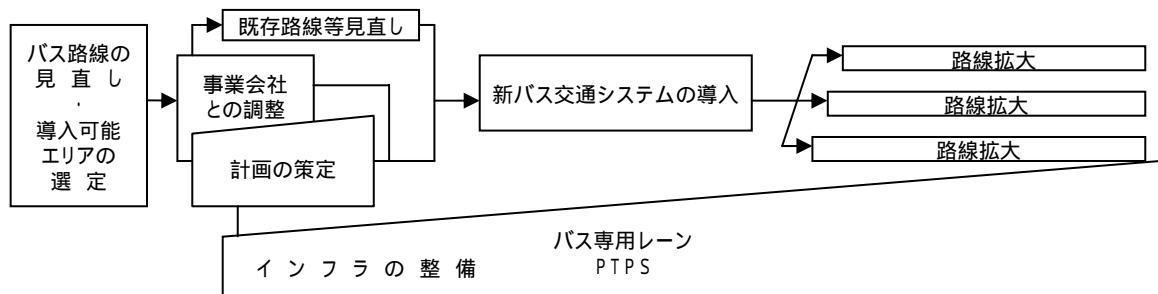 バス路線の
見 直 し
・
導入可能
エリアの
選 定
既存路線等見直し
事業会社
との調整
計画の策定
新バス交通システムの導入
路線拡大
路線拡大
路線拡大
バス専用レーン
インフラの整備
PTPS